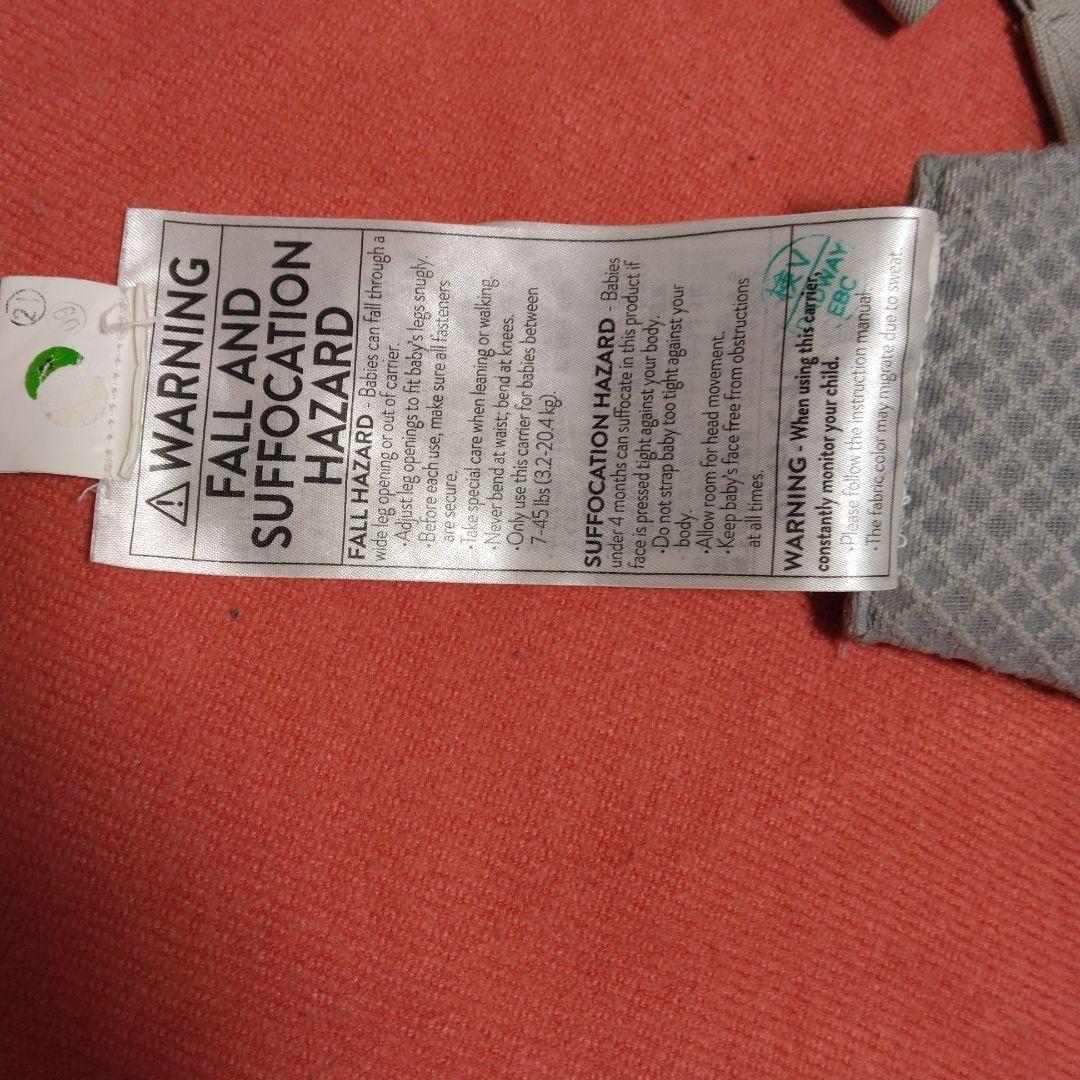 WARNING
FALL AND
SUFFOCATION
HAZARD
FALL HAZARD - Babies can fall through a
wide leg opening or out of carrier.
·Adjust leg openings to fit baby's legs snugly.
·Before each use, make sure all fasteners
are secure.
·Take special care when leaning or walking.
·Never bend at waist; bend at knees.
·Only use this carrier for babies between
7-45 lbs (3.2-20.4 kg).
SUFFOCATION HAZARD - Babies
under 4 months can suffocate in this product if
face is pressed tight against your body.
·Do not strap baby too tight against your
body.
·Allow room for head movement.
·Keep baby's face free from obstructions
at all times.
WARNING - When using this carrier,
constantly monitor your child.
·Please follow the instruction manual.
·The fabric color may migrate due to sweat
検 V
WAY
EBC
21